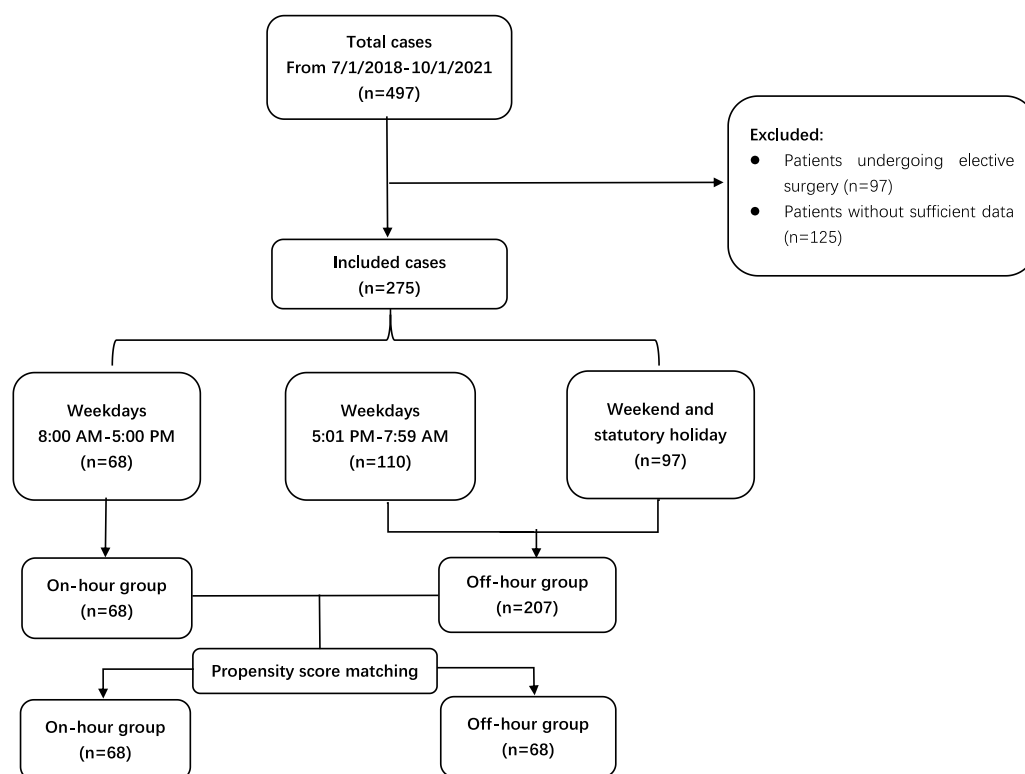 Total cases
From 7/1/2018-10/1/2021
(n=497)
Excluded:
● Patients undergoing elective
surgery (n=97)
● Patients without sufficient data
(n=125)
Included cases
(n=275)
Weekdays
8:00 AM-5:00 PM
(n=68)
Weekdays
5:01 PM-7:59 AM
(n=110)
Weekend and
statutory holiday
(n=97)
On-hour group
(n=68)
Off-hour group
(n=207)
Propensity score matching
On-hour group
(n=68)
Off-hour group
(n=68)